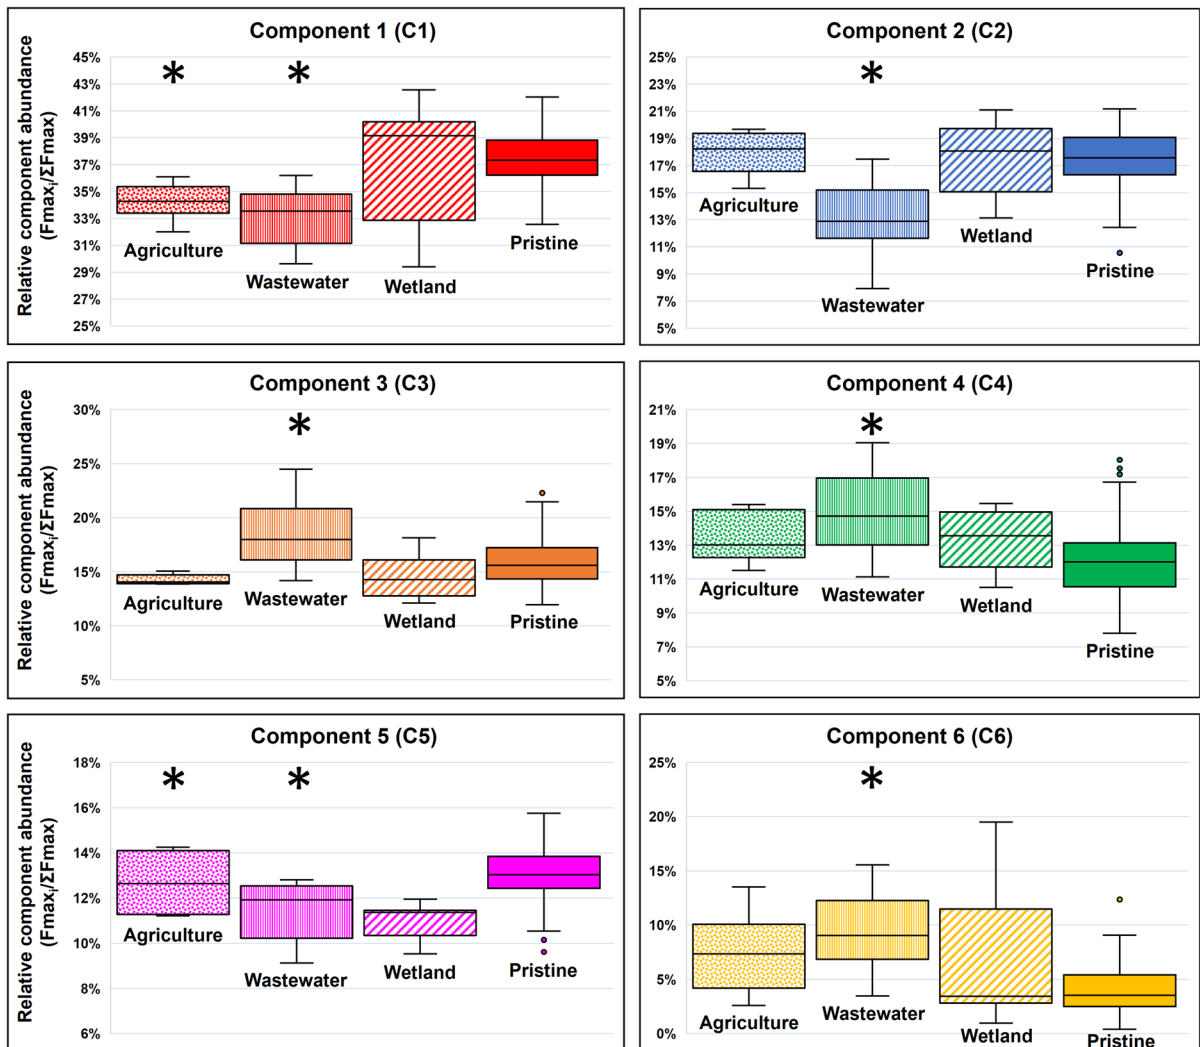 Component 1 (C1)
Relative component abundance
(Fmaxᵢ/ΣFmax)
45%
43%
41%
39%
37%
35%
33%
31%
29%
27%
25%
*
*
Agriculture
Wastewater
Wetland
Pristine
Component 2 (C2)
25%
23%
21%
19%
17%
15%
13%
11%
9%
7%
5%
*
Agriculture
Wastewater
Wetland
Pristine
Component 3 (C3)
Relative component abundance
(Fmaxᵢ/ΣFmax)
30%
25%
20%
15%
10%
5%
*
Agriculture
Wastewater
Wetland
Pristine
Component 4 (C4)
21%
19%
17%
15%
13%
11%
9%
7%
5%
*
Agriculture
Wastewater
Wetland
Pristine
Component 5 (C5)
Relative component abundance
(Fmaxᵢ/ΣFmax)
18%
16%
14%
12%
10%
8%
6%
*
*
Agriculture
Wastewater
Wetland
Pristine
Component 6 (C6)
25%
20%
15%
10%
5%
0%
*
Agriculture
Wastewater
Wetland
Pristine